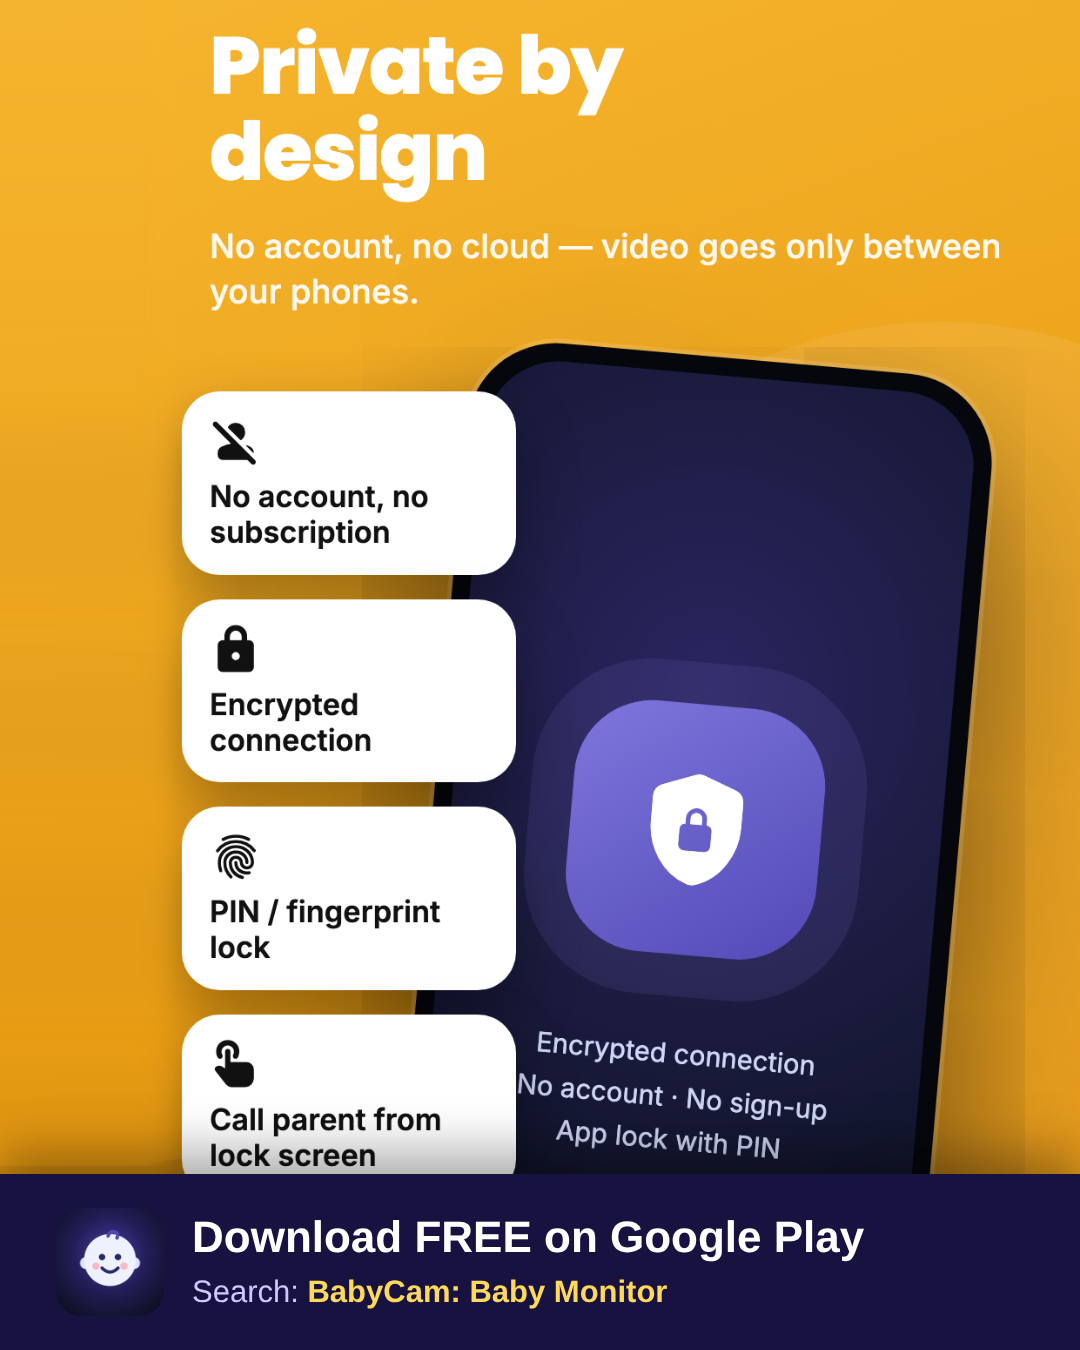 Private by
design
No account, no cloud — video goes only between
your phones.
No account, no
subscription
Encrypted
connection
PIN / fingerprint
lock
Call parent from
lock screen
Encrypted connection
No account · No sign-up
App lock with PIN
Download FREE on Google Play
Search: BabyCam: Baby Monitor